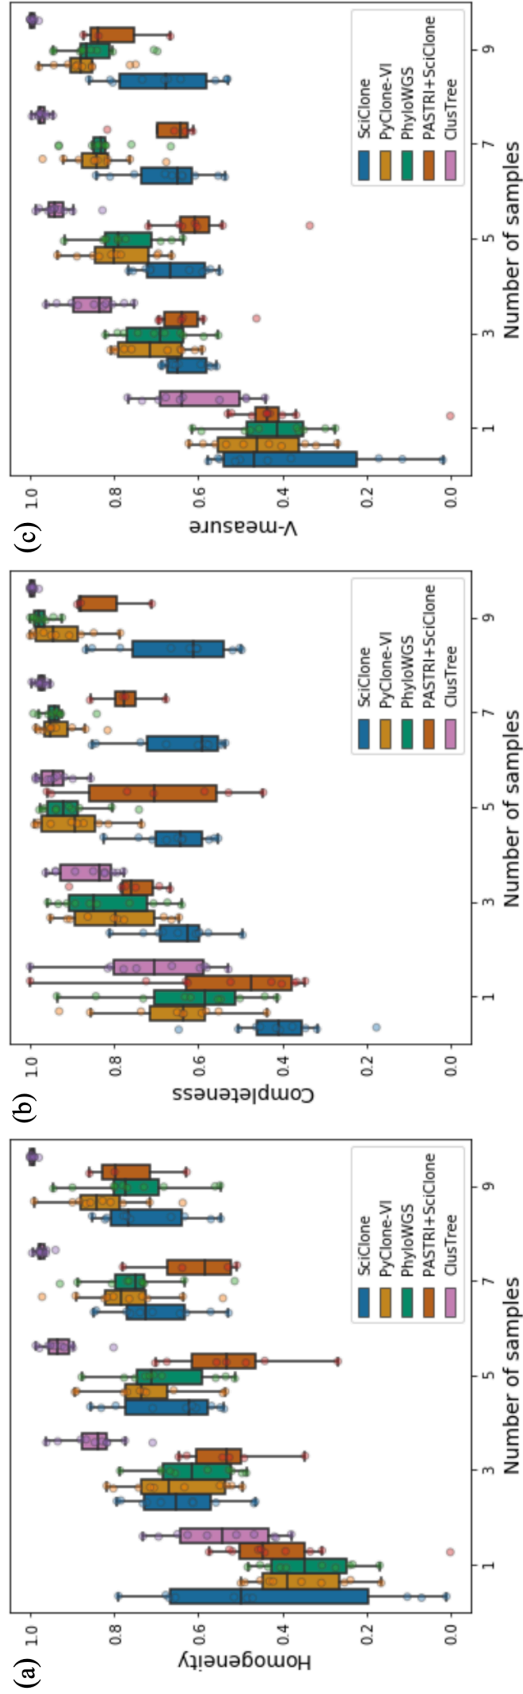 (a)
Homogeneity
1.0
0.8
0.6
0.4
0.2
0.0
1
3
5
7
9
Number of samples
SciClone
PyClone-VI
PhyloWGS
PASTRI+SciClone
ClusTree
(b)
Completeness
1.0
0.8
0.6
0.4
0.2
0.0
1
3
5
7
9
Number of samples
SciClone
PyClone-VI
PhyloWGS
PASTRI+SciClone
ClusTree
(c)
V-measure
1.0
0.8
0.6
0.4
0.2
0.0
1
3
5
7
9
Number of samples
SciClone
PyClone-VI
PhyloWGS
PASTRI+SciClone
ClusTree